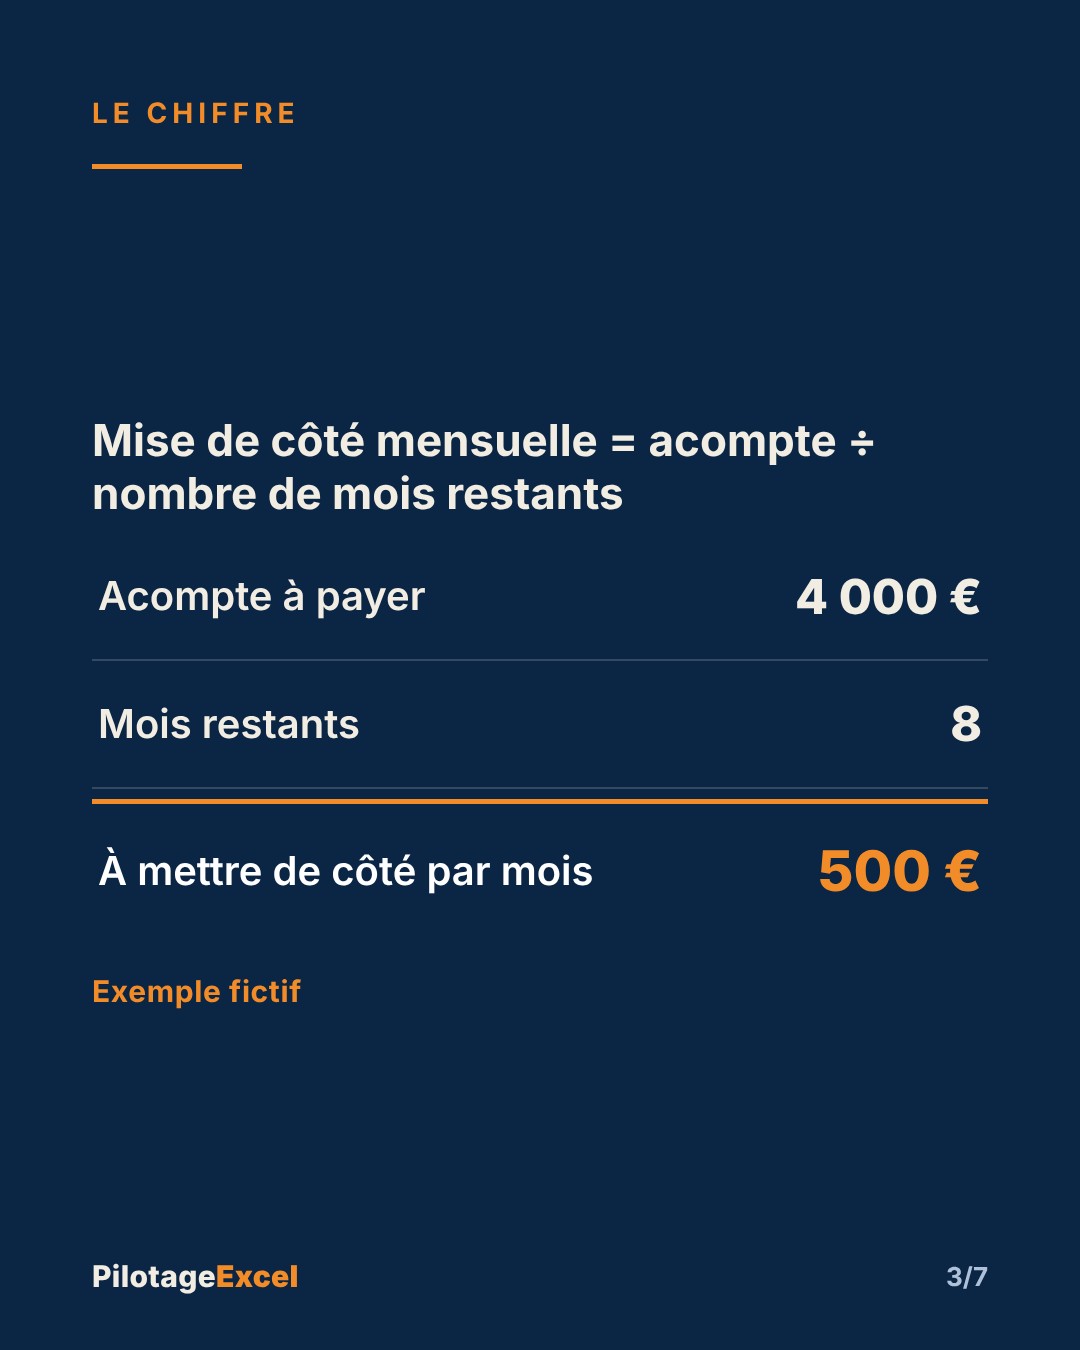 LE CHIFFRE
Mise de côté mensuelle = acompte ÷
nombre de mois restants
Acompte à payer 4 000 €
Mois restants 8
À mettre de côté par mois 500 €
Exemple fictif
PilotageExcel 3/7